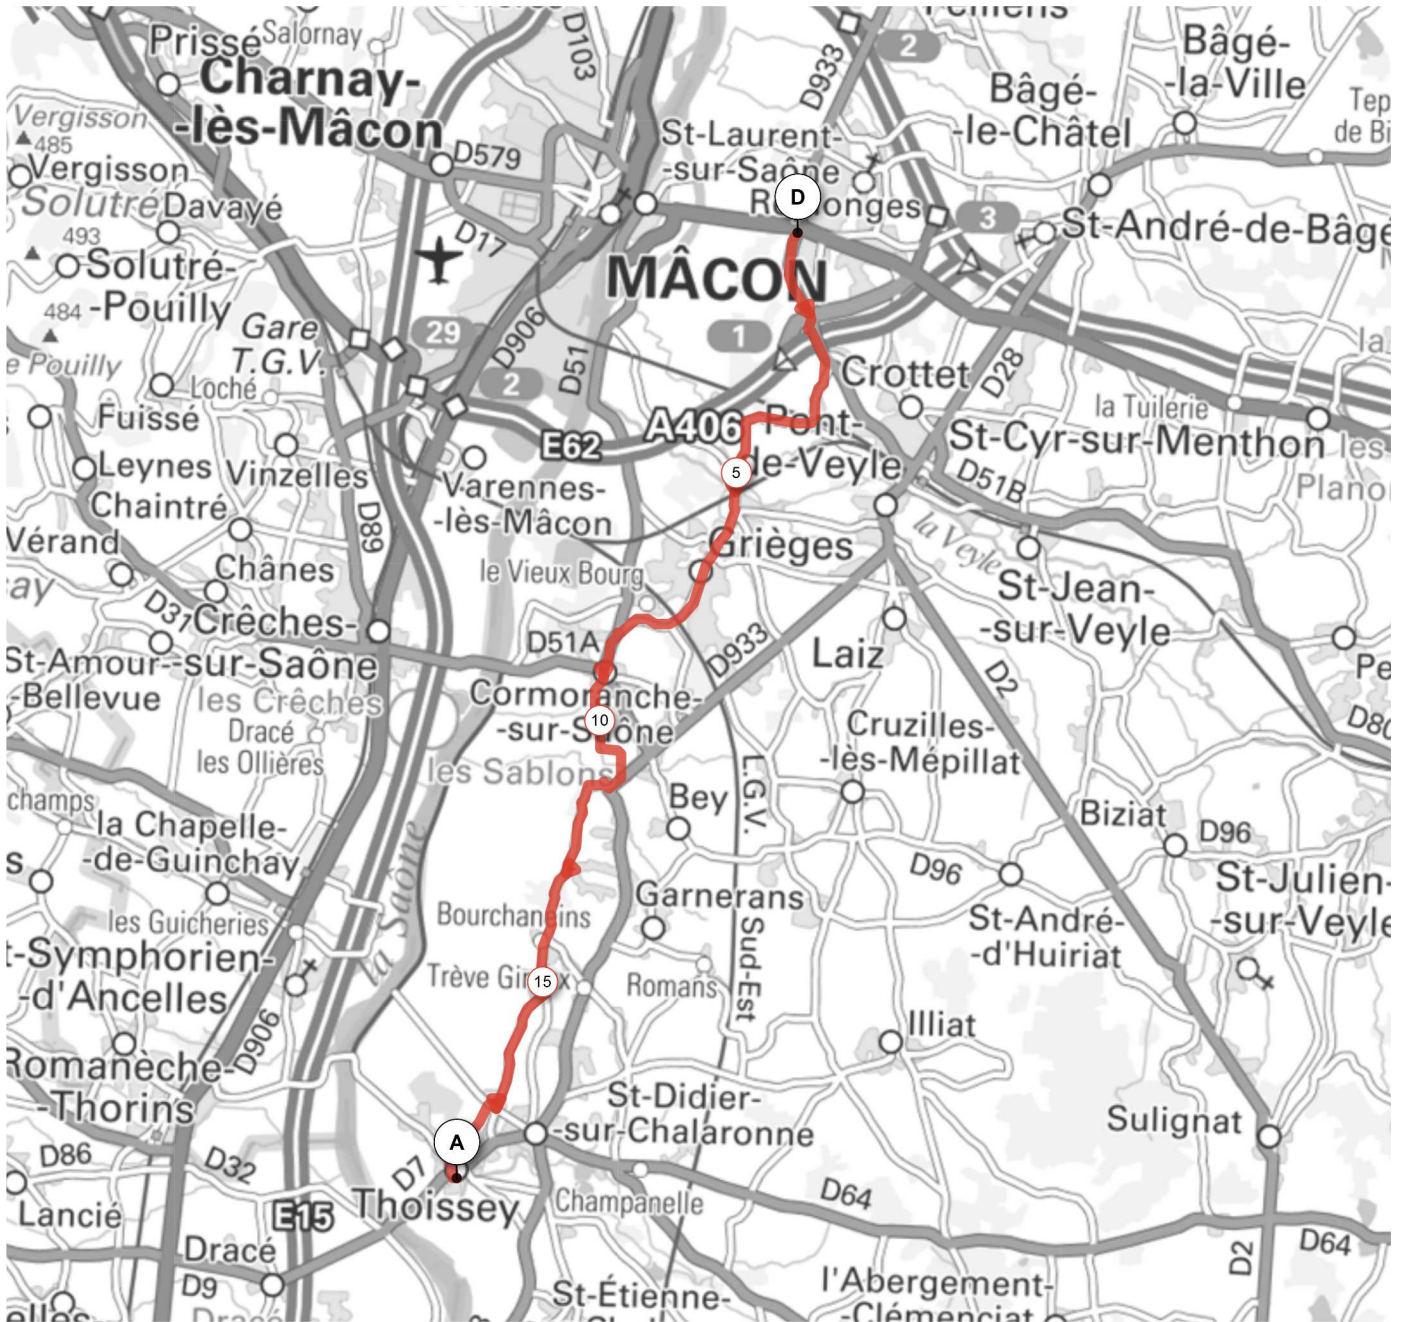 Prissé
Salornay
D103
D933
2
Bâgé-
-la-Ville
Charnay-
-lès-Mâcon
Bâgé-
-le-Châtel
Vergisson
485
Vergisson
D579
St-Laurent-
-sur-Saône
Solutré
Davayé
D
3
St-André-de-Bâgé
493
Solutré-
-Pouilly
D17
MÂCON
484
Gare
T.G.V.
29
D906
1
Pouilly
Loché
2
D51
Crottet
D28
la Tuilerie
Fuissé
E62
A406
Pont-
-de-Veyle
St-Cyr-sur-Menthon
les-
Leynes
Vinzelles
5
D51B
Chaintré
Varennes-
-lès-Mâcon
D89
la Veyle
Vérand
Grièges
Chânes
le Vieux Bourg
St-Jean-
-sur-Veyle
D31
Crêches-
-sur-Saône
D51A
D933
Laiz
D2
St-Amour-
-Bellevue
les Crêches
Cormoranche-
-sur-Saône
10
Dracé
les Ollières
Cruzilles-
-lès-Mépillat
les Sablons
L.G.V.
Sud-Est
champs
Bey
la Chapelle-
-de-Guinchay
Biziat
D96
D96
la Saône
Garnerans
St-Julien-
-sur-Veyle
les Guicheries
Bourchaneins
St-André-
-d'Huiriat
t-Symphorien-
-d'Ancelles
Trève
15
Romans
D906
Illiat
Romanèche-
-Thorins
St-Didier-
-sur-Chalaronne
Sulignat
A
D86
D32
D7
Thoissey
Champanelle
D64
Lancié
E15
Dracé
D9
D2
D64
St-Étienne-
l'Abergement-
-Clémenciat